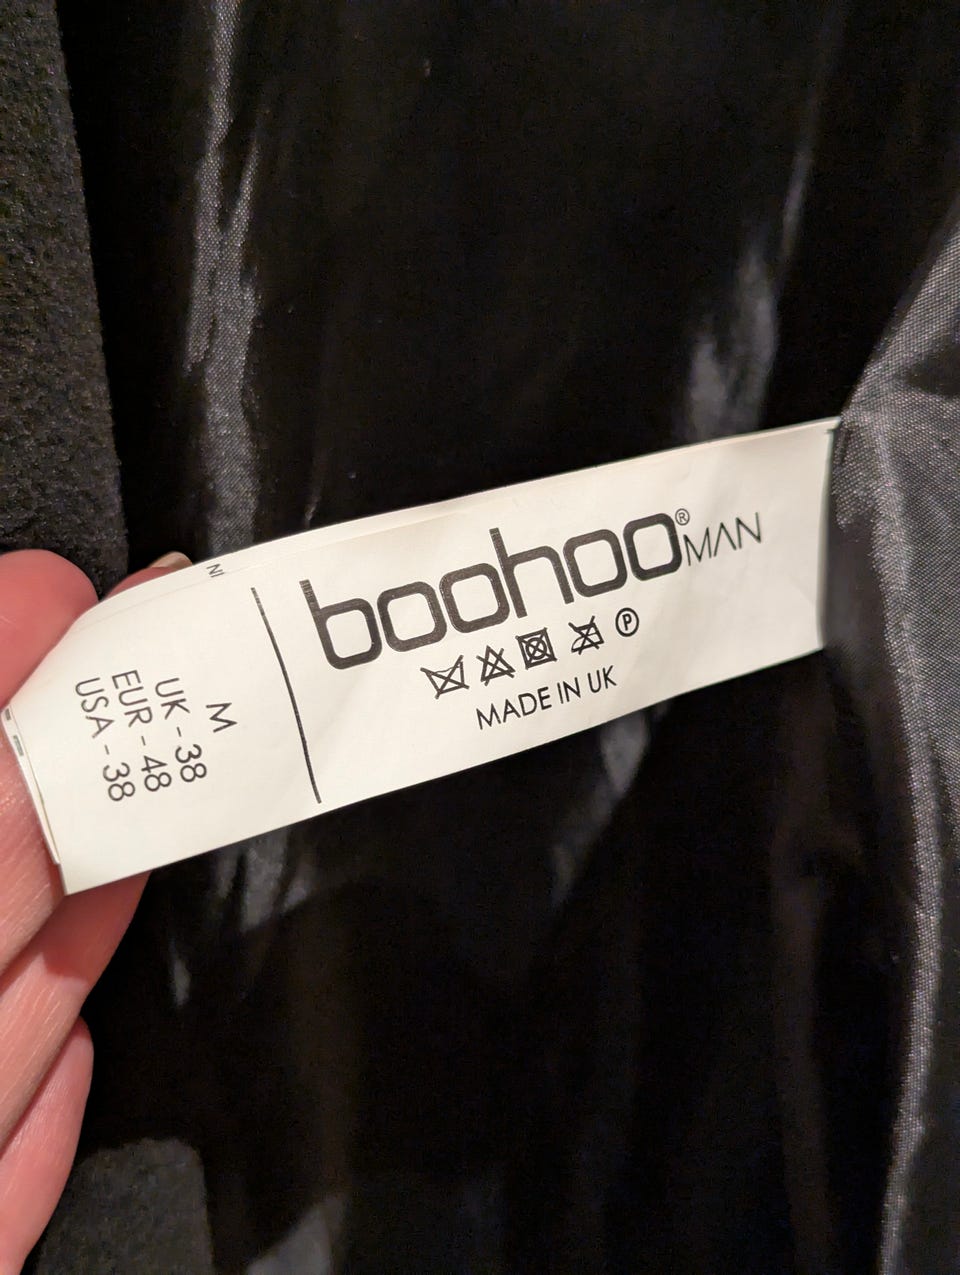 boohoo®MAN
Ⓟ
MADE IN UK
M
UK - 38
EUR - 48
USA - 38